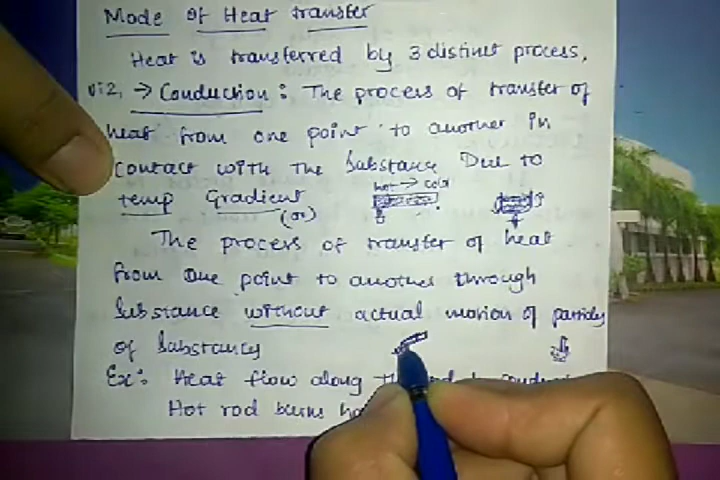 Mode of Heat transfer
Heat is transferred by 3 distinct process,
viz, → Conduction : The process of transfer of
heat from one point to another in
Contact with the Substance Due to
temp Gradient
hot → cold
(or)
The process of transfer of heat
from one point to another through
Substance without actual motion of particles
of Substance
Ex: Heat flow along
Hot rod burns